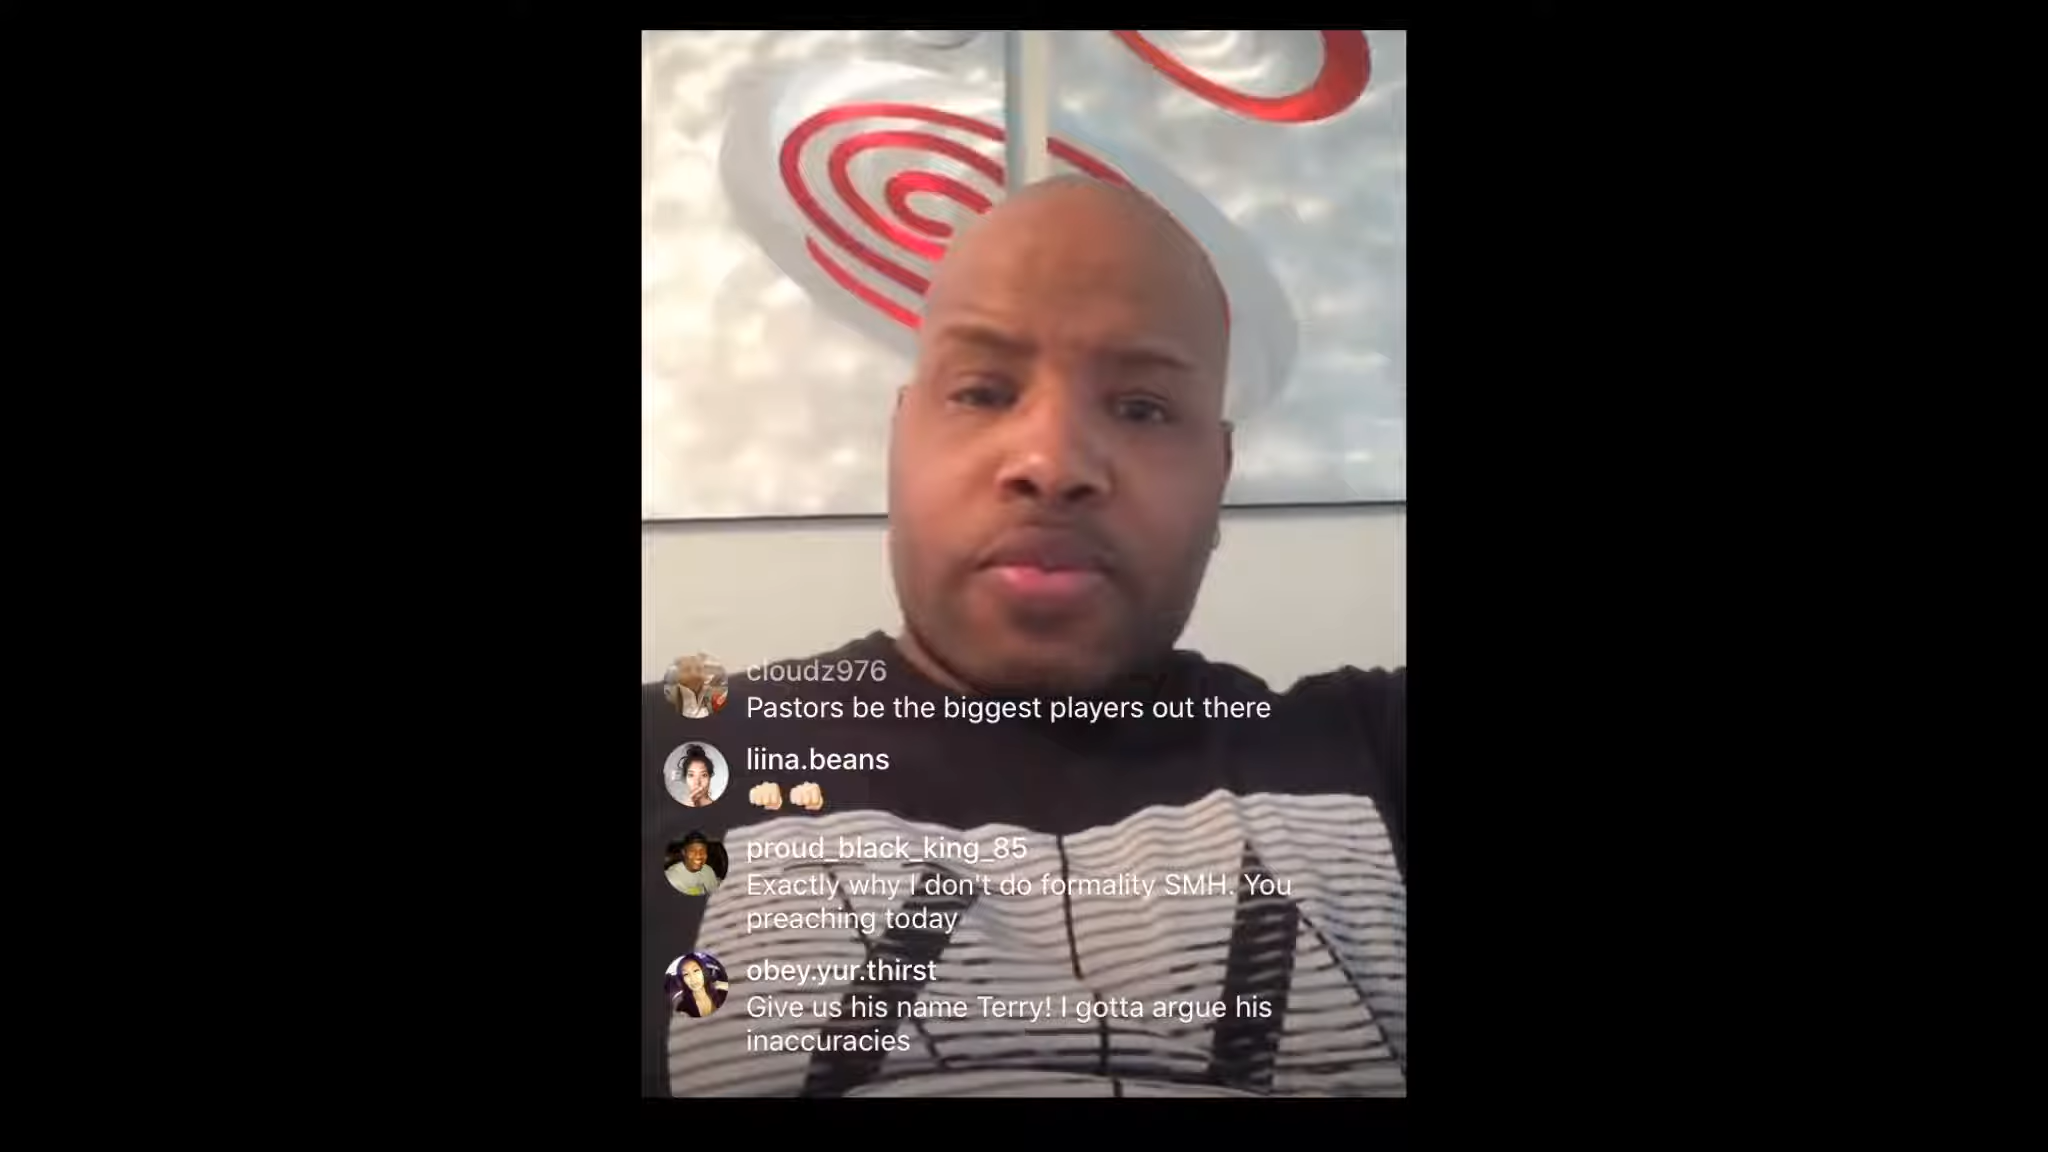 cloudz976
Pastors be the biggest players out there
liina.beans
👊🏻👊🏻
proud_black_king_85
Exactly why I don't do formality SMH. You
preaching today
obey.yur.thirst
Give us his name Terry! I gotta argue his
inaccuracies